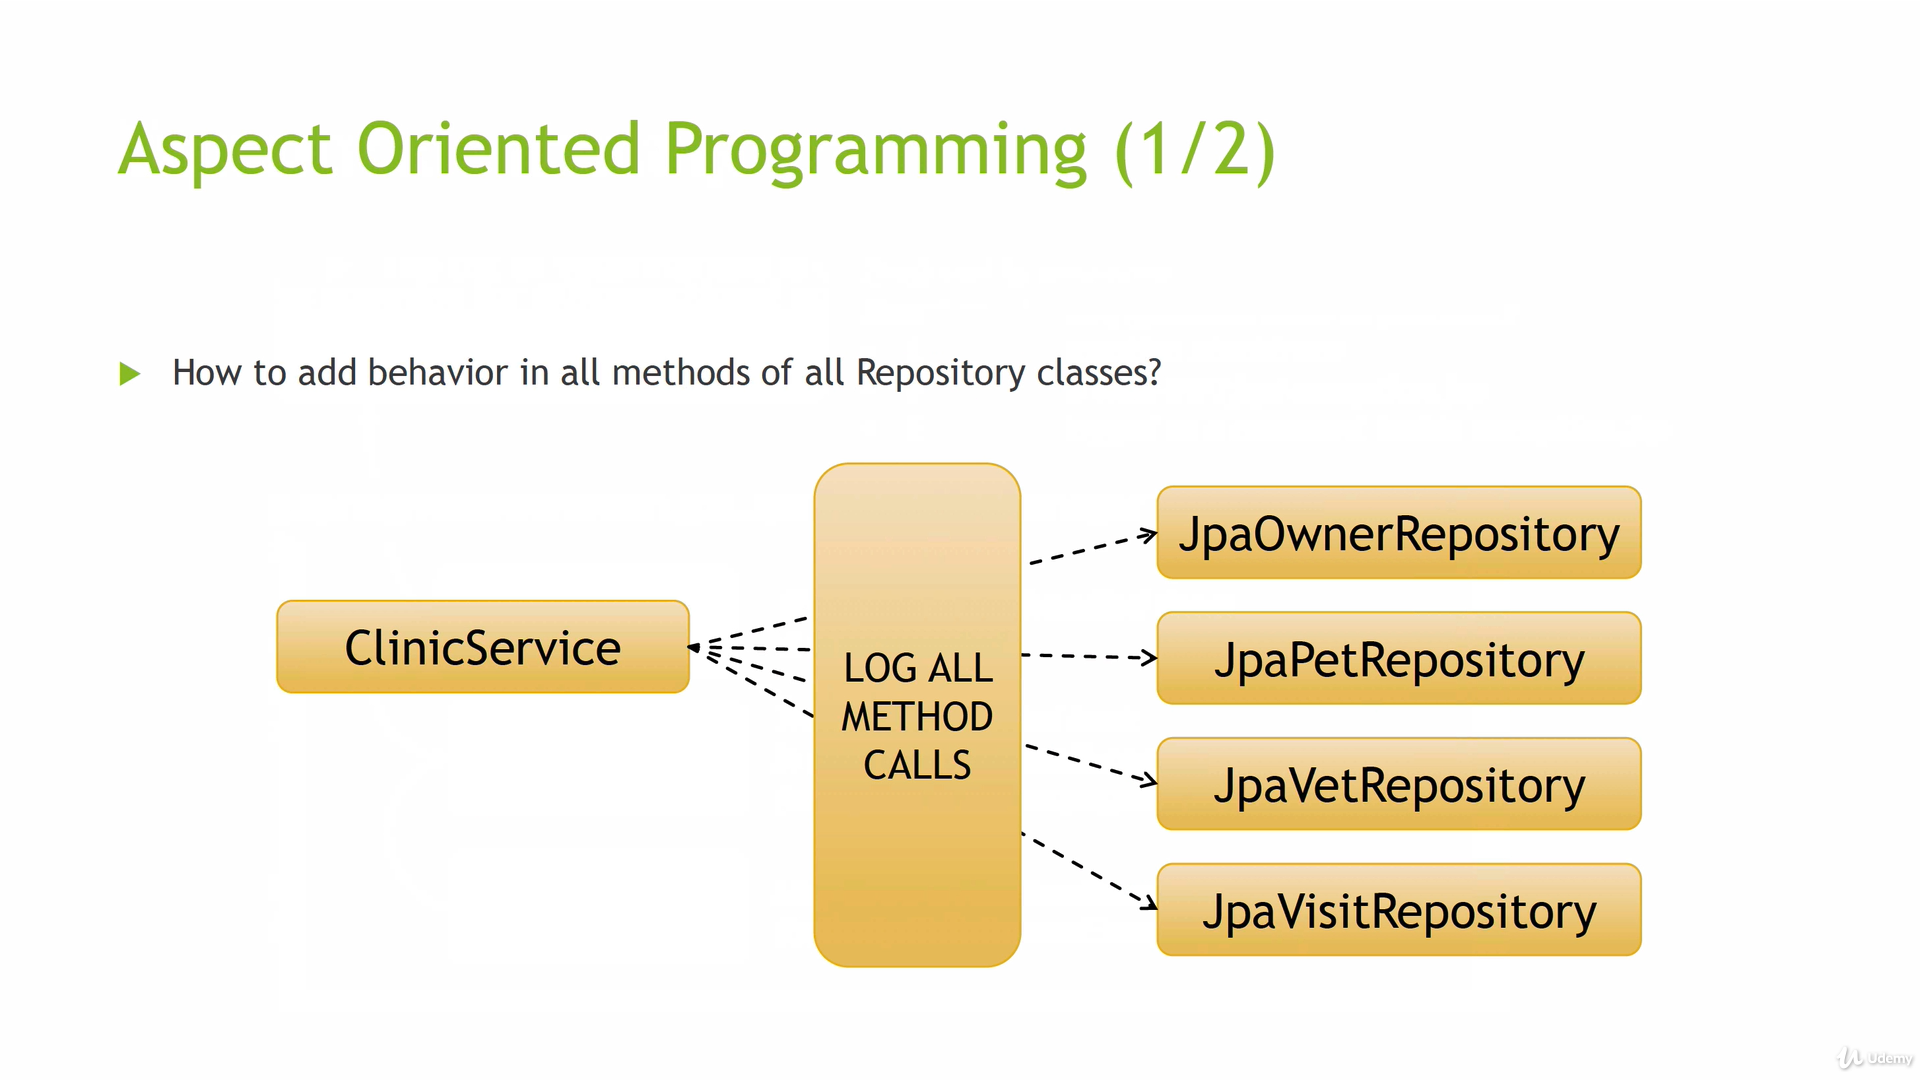 Aspect Oriented Programming (1/2)
How to add behavior in all methods of all Repository classes?
ClinicService
LOG ALL
METHOD
CALLS
JpaOwnerRepository
JpaPetRepository
JpaVetRepository
JpaVisitRepository
Udemy